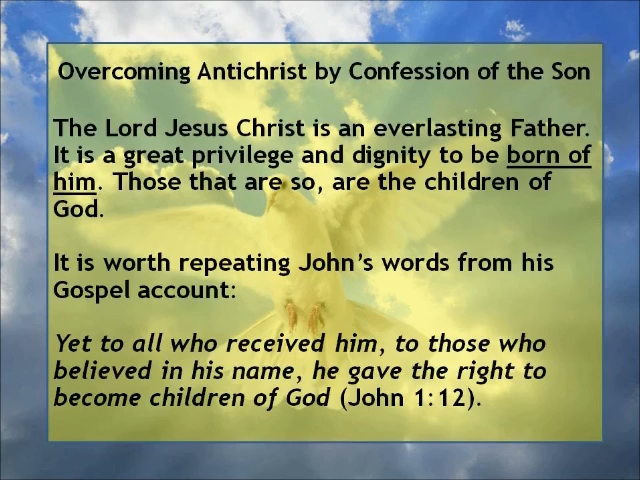 Overcoming Antichrist by Confession of the Son
The Lord Jesus Christ is an everlasting Father.
It is a great privilege and dignity to be born of
him. Those that are so, are the children of
God.
It is worth repeating John’s words from his
Gospel account:
Yet to all who received him, to those who
believed in his name, he gave the right to
become children of God (John 1:12).